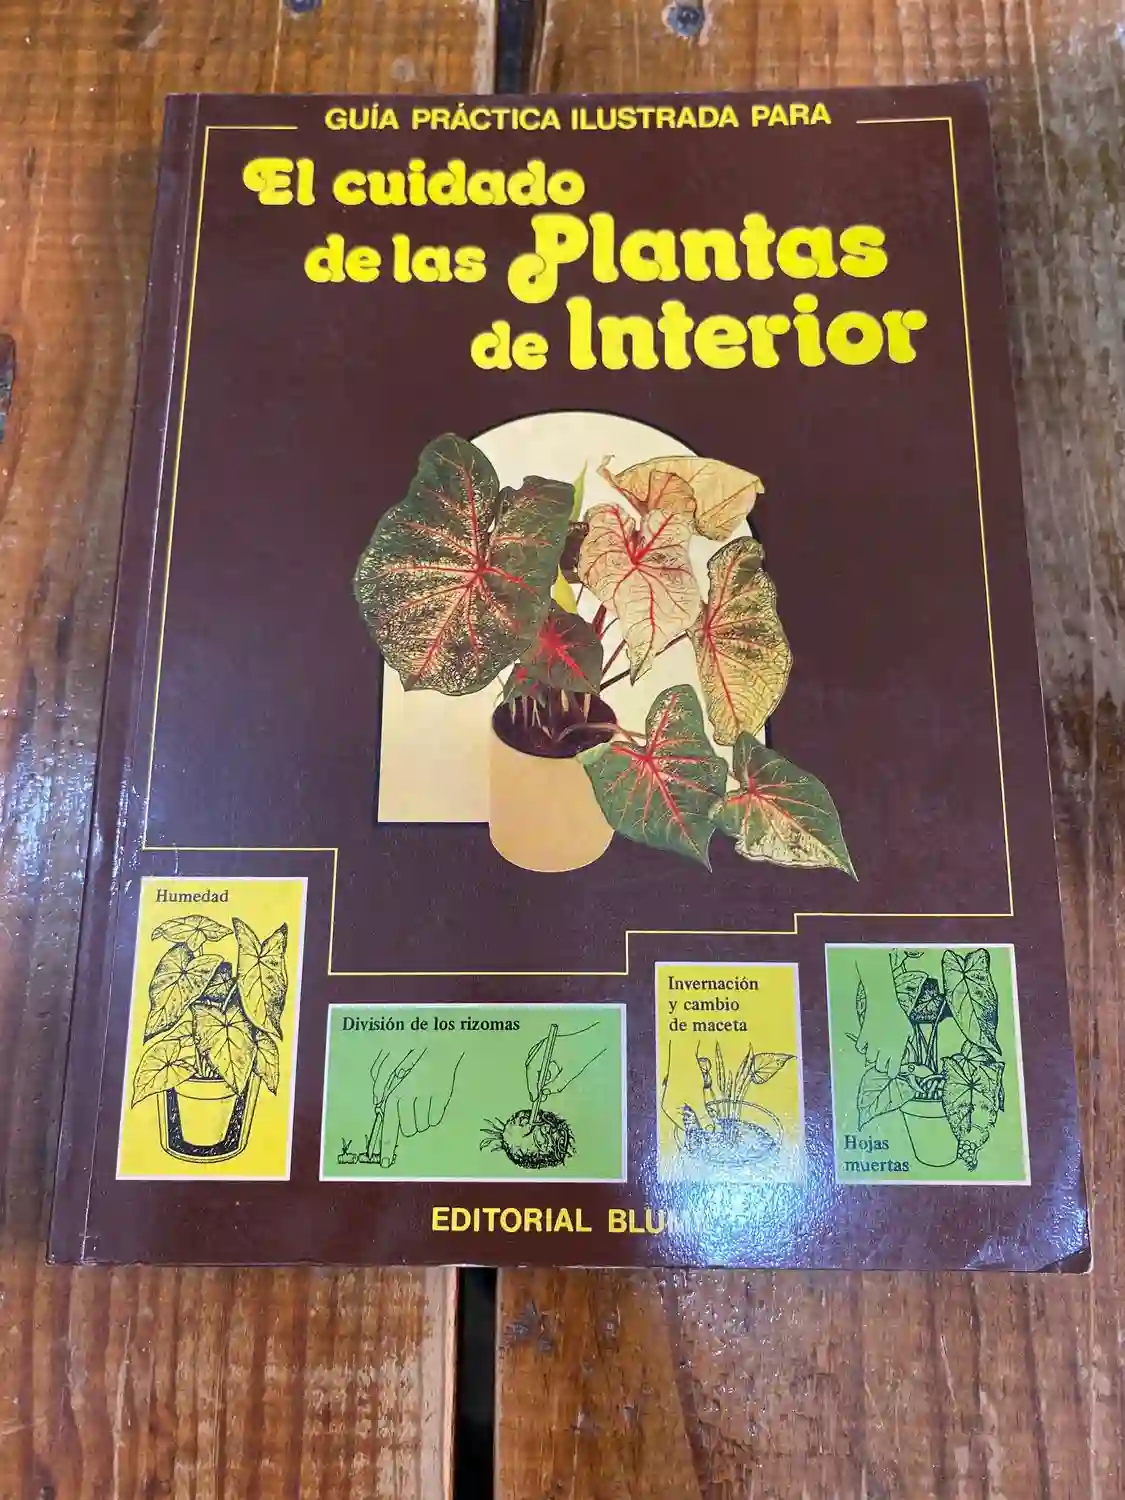 GUÍA PRÁCTICA ILUSTRADA PARA
El cuidado
de las Plantas
de Interior
Humedad
División de los rizomas
Invernación
y cambio
de maceta
Hojas
muertas
EDITORIAL BLUME